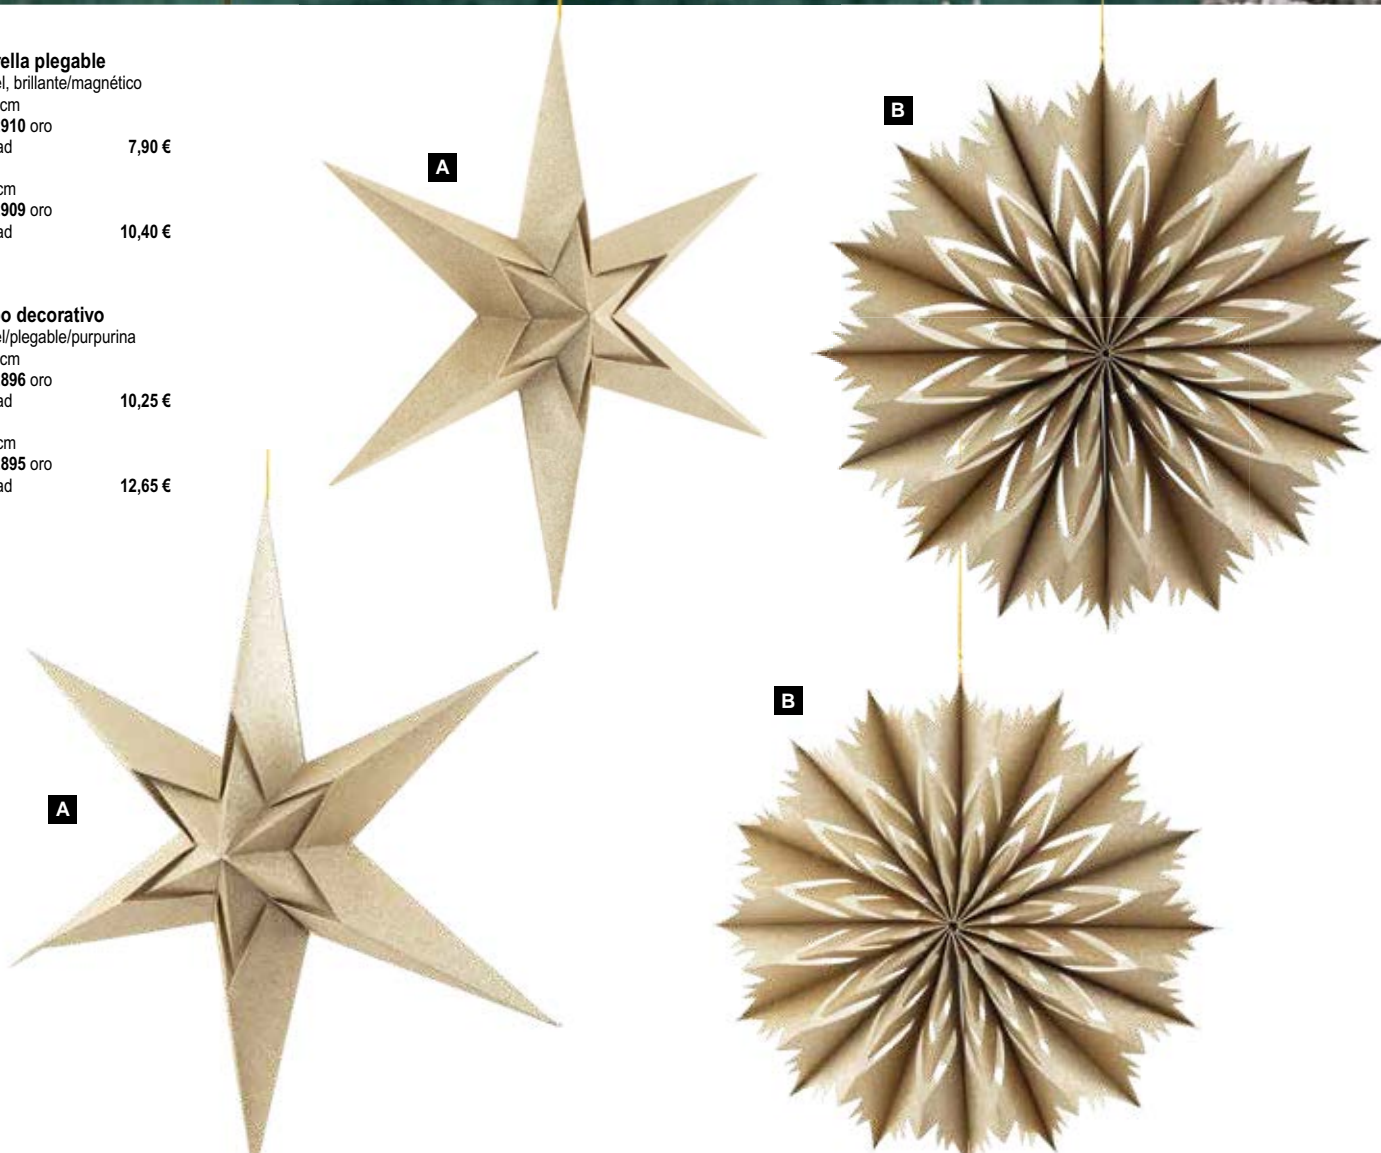 ella plegable
el, brillante/magnético
cm
910 oro
ad 7,90 €
cm
909 oro
ad 10,40 €
o decorativo
el/plegable/purpurina
cm
896 oro
ad 10,25 €
cm
895 oro
ad 12,65 €
A
B
A
B